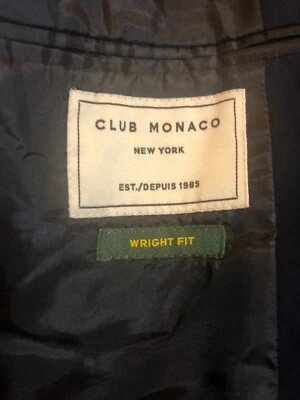 CLUB MONACO
NEW YORK
EST./DEPUIS 1985
WRIGHT FIT